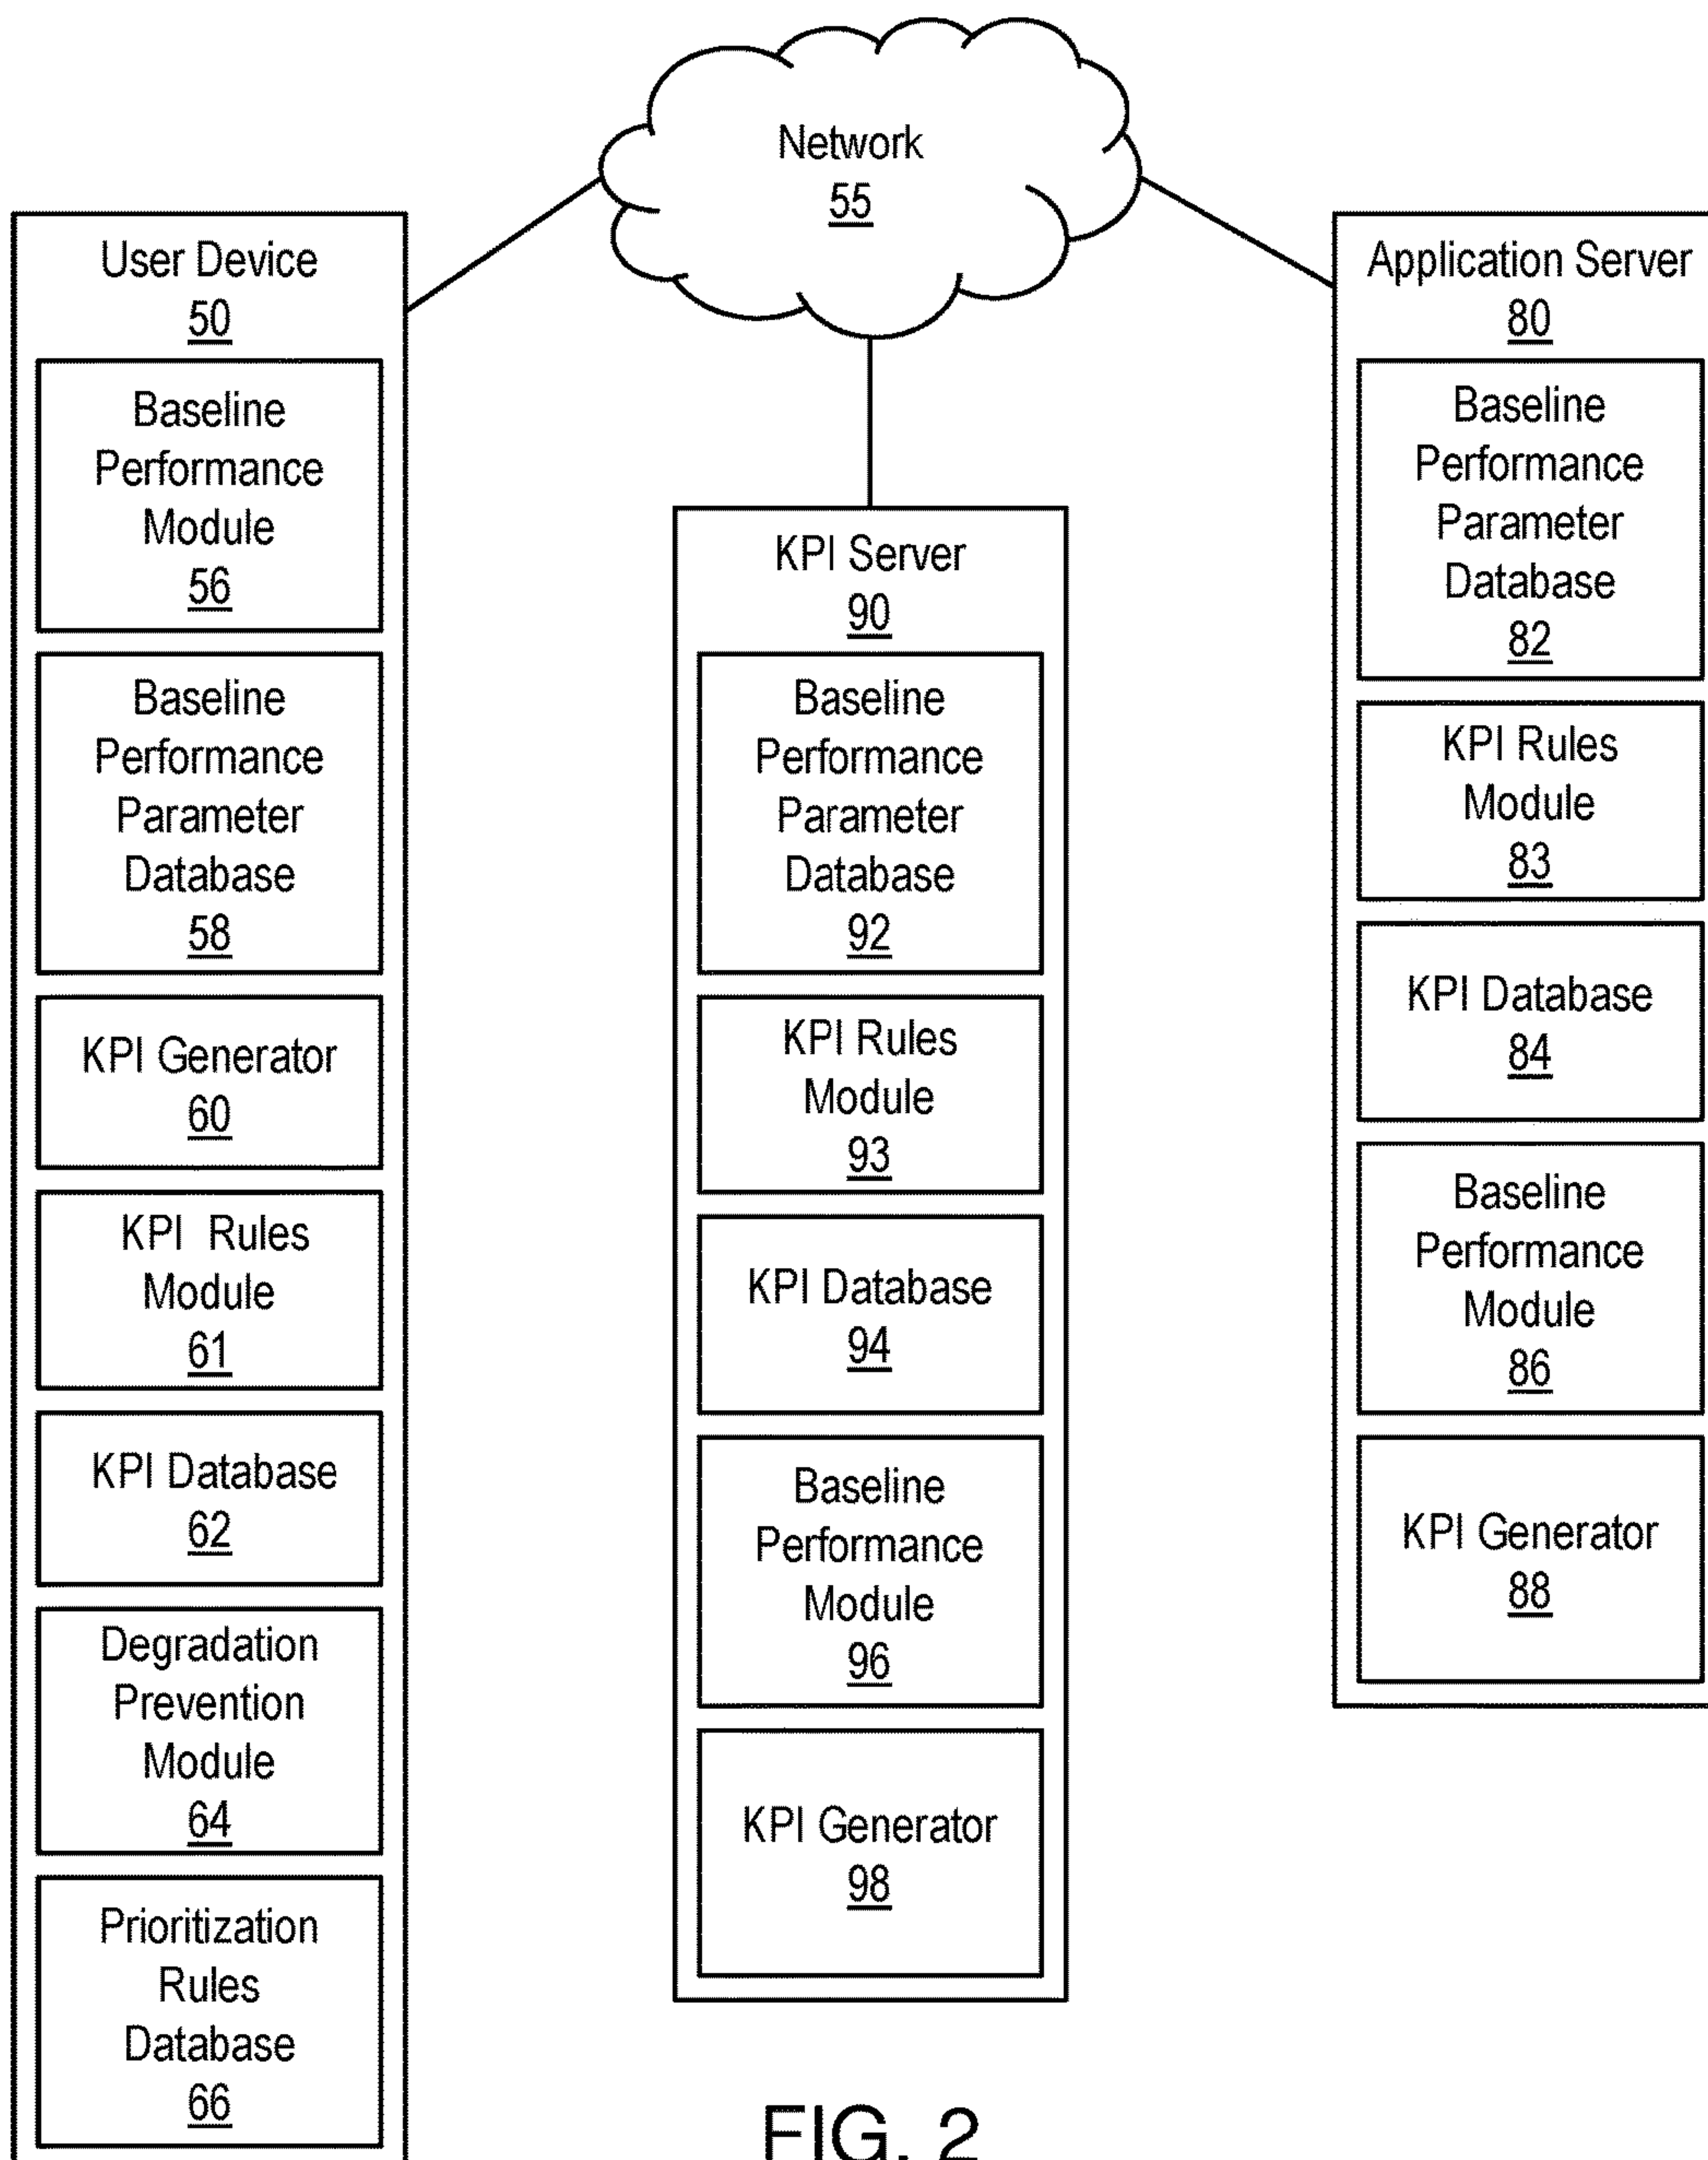 Network
55
User Device
50
Baseline
Performance
Module
56
Baseline
Performance
Parameter
Database
58
KPI Generator
60
KPI Rules
Module
61
KPI Database
62
Degradation
Prevention
Module
64
Prioritization
Rules
Database
66
KPI Server
90
Baseline
Performance
Parameter
Database
92
KPI Rules
Module
93
KPI Database
94
Baseline
Performance
Module
96
KPI Generator
98
Application Server
80
Baseline
Performance
Parameter
Database
82
KPI Rules
Module
83
KPI Database
84
Baseline
Performance
Module
86
KPI Generator
88
FIG. 2